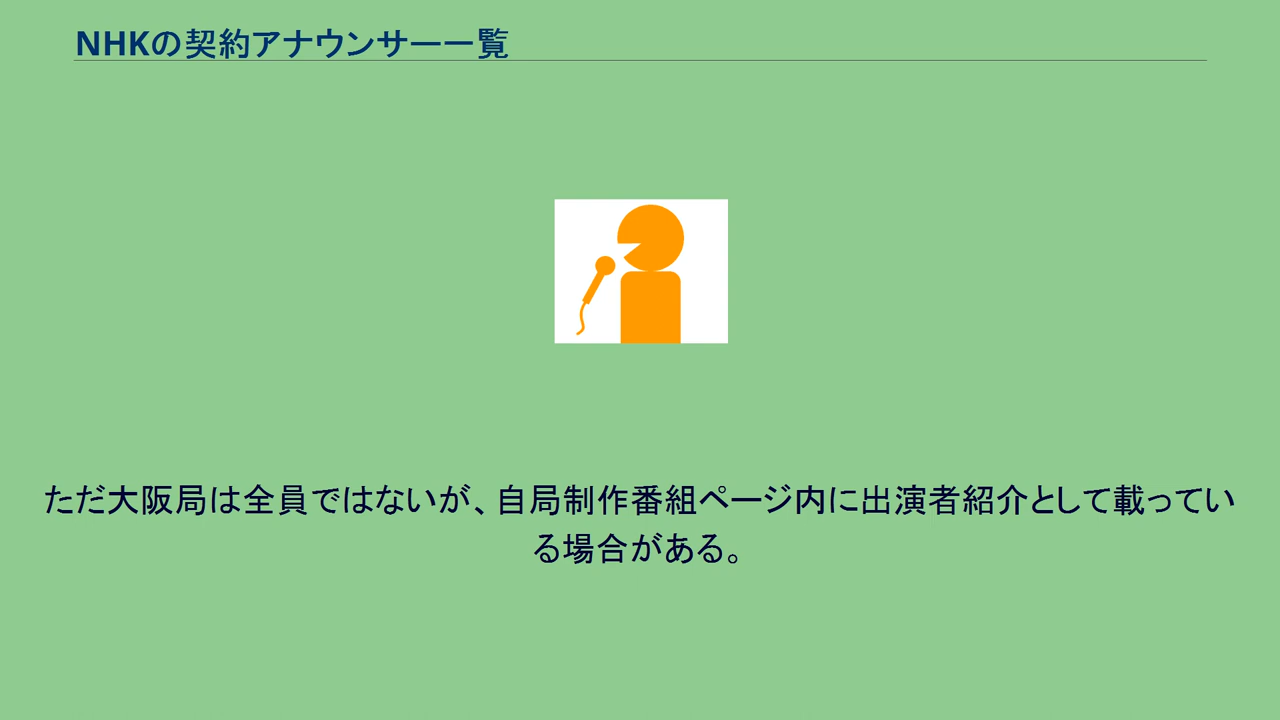 NHKの契約アナウンサー一覧
ただ大阪局は全員ではないが、自局制作番組ページ内に出演者紹介として載ってい
る場合がある。